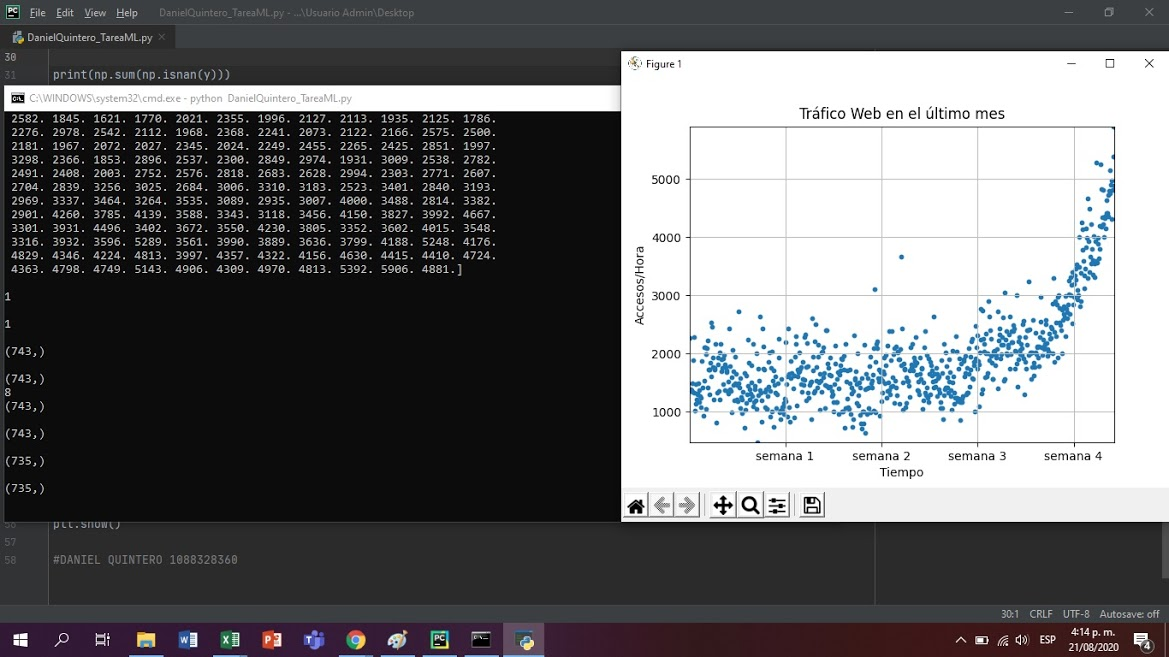 File Edit View Help DanielQuintero_TareaML.py - ...\Usuario Admin\Desktop
DanielQuintero_TareaML.py
30
31 print(np.sum(np.isnan(y)))
C:\WINDOWS\system32\cmd.exe - python DanielQuintero_TareaML.py
2582. 1845. 1621. 1770. 2021. 2355. 1996. 2127. 2113. 1935. 2125. 1786.
2276. 2978. 2542. 2112. 1968. 2368. 2241. 2073. 2122. 2166. 2575. 2500.
2181. 1967. 2072. 2027. 2345. 2024. 2249. 2455. 2265. 2425. 2851. 1997.
3298. 2366. 1853. 2896. 2537. 2300. 2849. 2974. 1931. 3009. 2538. 2782.
2491. 2408. 2003. 2752. 2576. 2818. 2683. 2628. 2994. 2303. 2771. 2607.
2704. 2839. 3256. 3025. 2684. 3006. 3310. 3183. 2523. 3401. 2840. 3193.
2969. 3337. 3464. 3264. 3535. 3089. 2935. 3007. 4000. 3488. 2814. 3382.
2901. 4260. 3785. 4139. 3588. 3343. 3118. 3456. 4150. 3827. 3992. 4667.
3301. 3931. 4496. 3402. 3672. 3550. 4230. 3805. 3352. 3602. 4015. 3548.
3316. 3932. 3596. 5289. 3561. 3990. 3889. 3636. 3799. 4188. 5248. 4176.
4829. 4346. 4224. 4813. 3997. 4357. 4322. 4156. 4630. 4415. 4410. 4724.
4363. 4798. 4749. 5143. 4906. 4309. 4970. 4813. 5392. 5906. 4881.]
1
1
(743,)
(743,)
8
(743,)
(743,)
(735,)
(735,)
Figure 1
Tráfico Web en el último mes
Accesos/Hora
5000
4000
3000
2000
1000
semana 1 semana 2 semana 3 semana 4
Tiempo
56 plt.show()
57
58 #DANIEL QUINTERO 1088328360
30:1 CRLF UTF-8 Autosave: off
ESP
4:14 p. m.
21/08/2020
4